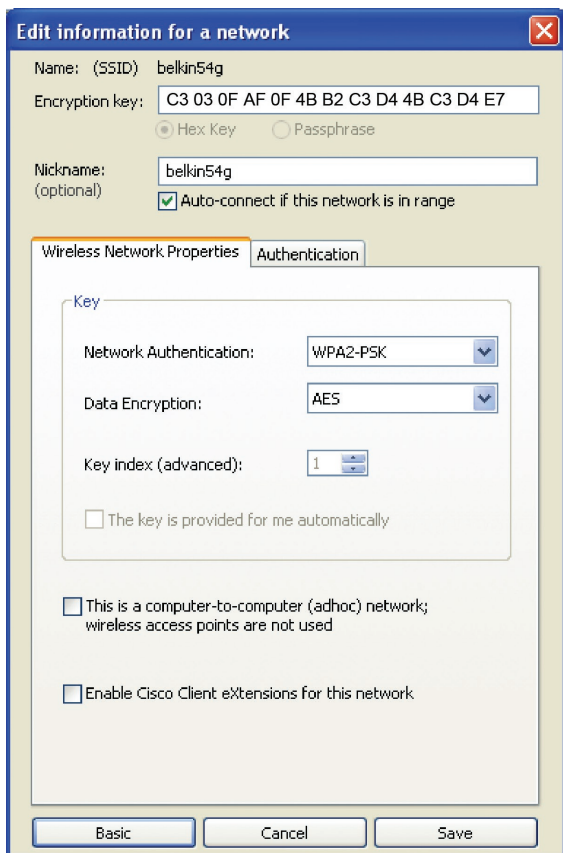 Edit information for a network
Name: (SSID) belkin54g
Encryption key: C3 03 0F AF 0F 4B B2 C3 D4 4B C3 D4 E7
Hex Key Passphrase
Nickname: belkin54g
(optional)
Auto-connect if this network is in range
Wireless Network Properties Authentication
Key
Network Authentication: WPA2-PSK
Data Encryption: AES
Key index (advanced): 1
The key is provided for me automatically
This is a computer-to-computer (adhoc) network;
wireless access points are not used
Enable Cisco Client eXtensions for this network
Basic Cancel Save